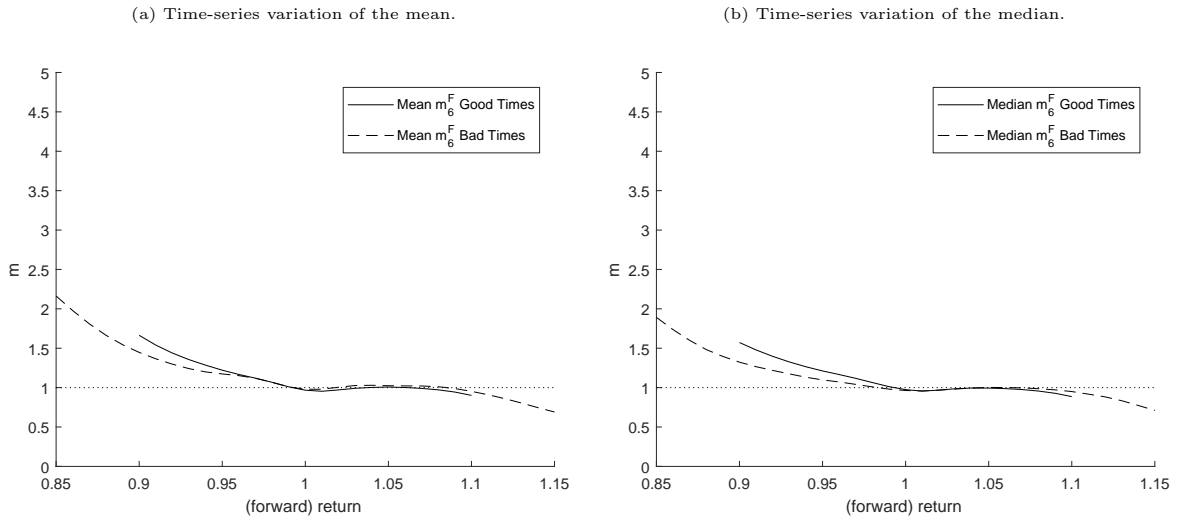 (a) Time-series variation of the mean.
5
4.5
4
3.5
3
2.5
2
1.5
1
0.5
0
m
Mean m_6^F Good Times
Mean m_6^F Bad Times
0.85 0.9 0.95 1 1.05 1.1 1.15
(forward) return
(b) Time-series variation of the median.
5
4.5
4
3.5
3
2.5
2
1.5
1
0.5
0
m
Median m_6^F Good Times
Median m_6^F Bad Times
0.85 0.9 0.95 1 1.05 1.1 1.15
(forward) return